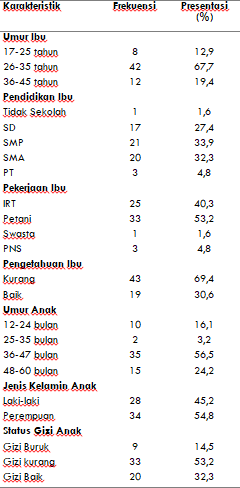 Karakteristik Frekuensi Presentasi
(%)
Umur Ibu
17-25 tahun 8 12,9
26-35 tahun 42 67,7
36-45 tahun 12 19,4
Pendidikan Ibu
Tidak Sekolah 1 1,6
SD 17 27,4
SMP 21 33,9
SMA 20 32,3
PT 3 4,8
Pekerjaan Ibu
IRT 25 40,3
Petani 33 53,2
Swasta 1 1,6
PNS 3 4,8
Pengetahuan Ibu
Kurang 43 69,4
Baik 19 30,6
Umur Anak
12-24 bulan 10 16,1
25-35 bulan 2 3,2
36-47 bulan 35 56,5
48-60 bulan 15 24,2
Jenis Kelamin Anak
Laki-laki 28 45,2
Perempuan 34 54,8
Status Gizi Anak
Gizi Buruk 9 14,5
Gizi kurang 33 53,2
Gizi Baik 20 32,3